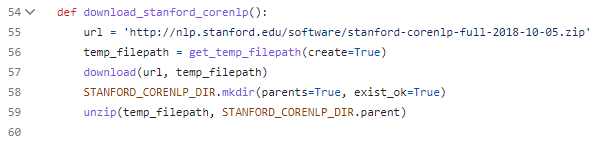 54 def download_stanford_corenlp():
55 url = 'http://nlp.stanford.edu/software/stanford-corenlp-full-2018-10-05.zip'
56 temp_filepath = get_temp_filepath(create=True)
57 download(url, temp_filepath)
58 STANFORD_CORENLP_DIR.mkdir(parents=True, exist_ok=True)
59 unzip(temp_filepath, STANFORD_CORENLP_DIR.parent)
60